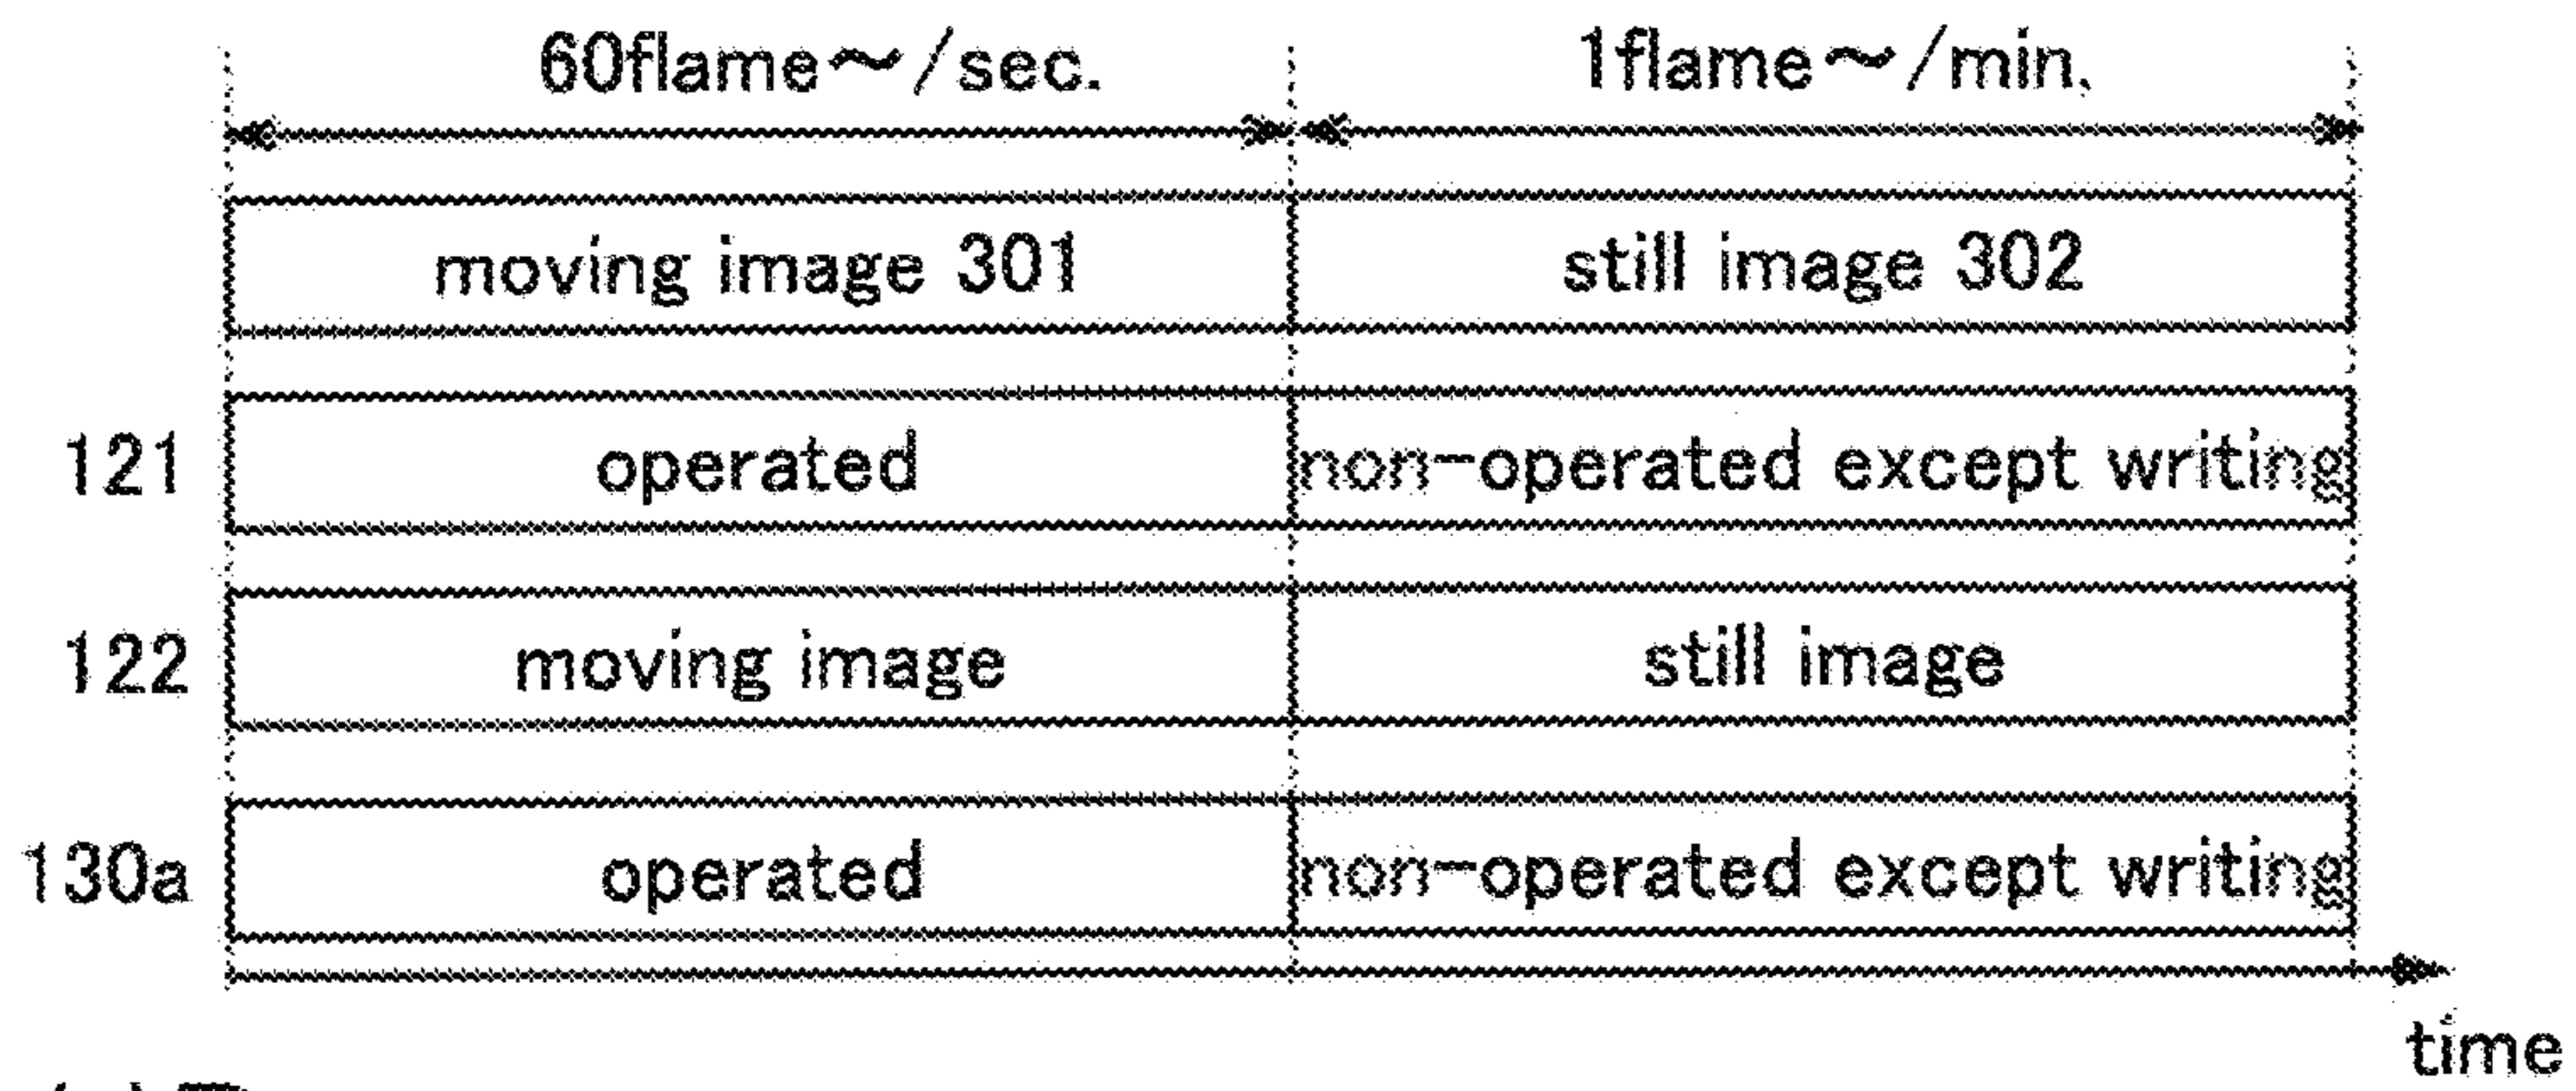 60flame～/sec. 1flame～/min.
moving image 301 still image 302
121 operated non-operated except writing
122 moving image still image
130a operated non-operated except writing
time